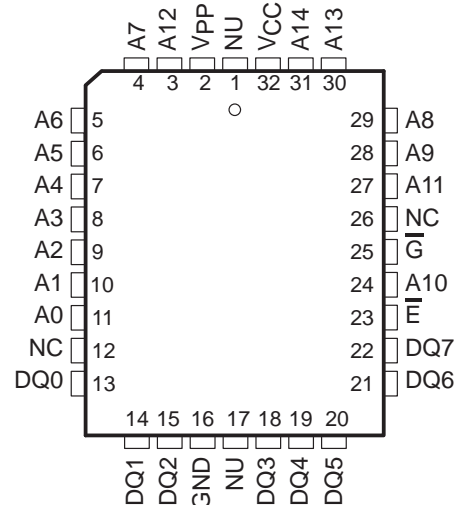 A7 A12 VPP NU VCC A14 A13
4 3 2 1 32 31 30
A6 5 29 A8
A5 6 28 A9
A4 7 27 A11
A3 8 26 NC
A2 9 25 G̅
A1 10 24 A10
A0 11 23 E̅
NC 12 22 DQ7
DQ0 13 21 DQ6
14 15 16 17 18 19 20
DQ1 DQ2 GND NU DQ3 DQ4 DQ5